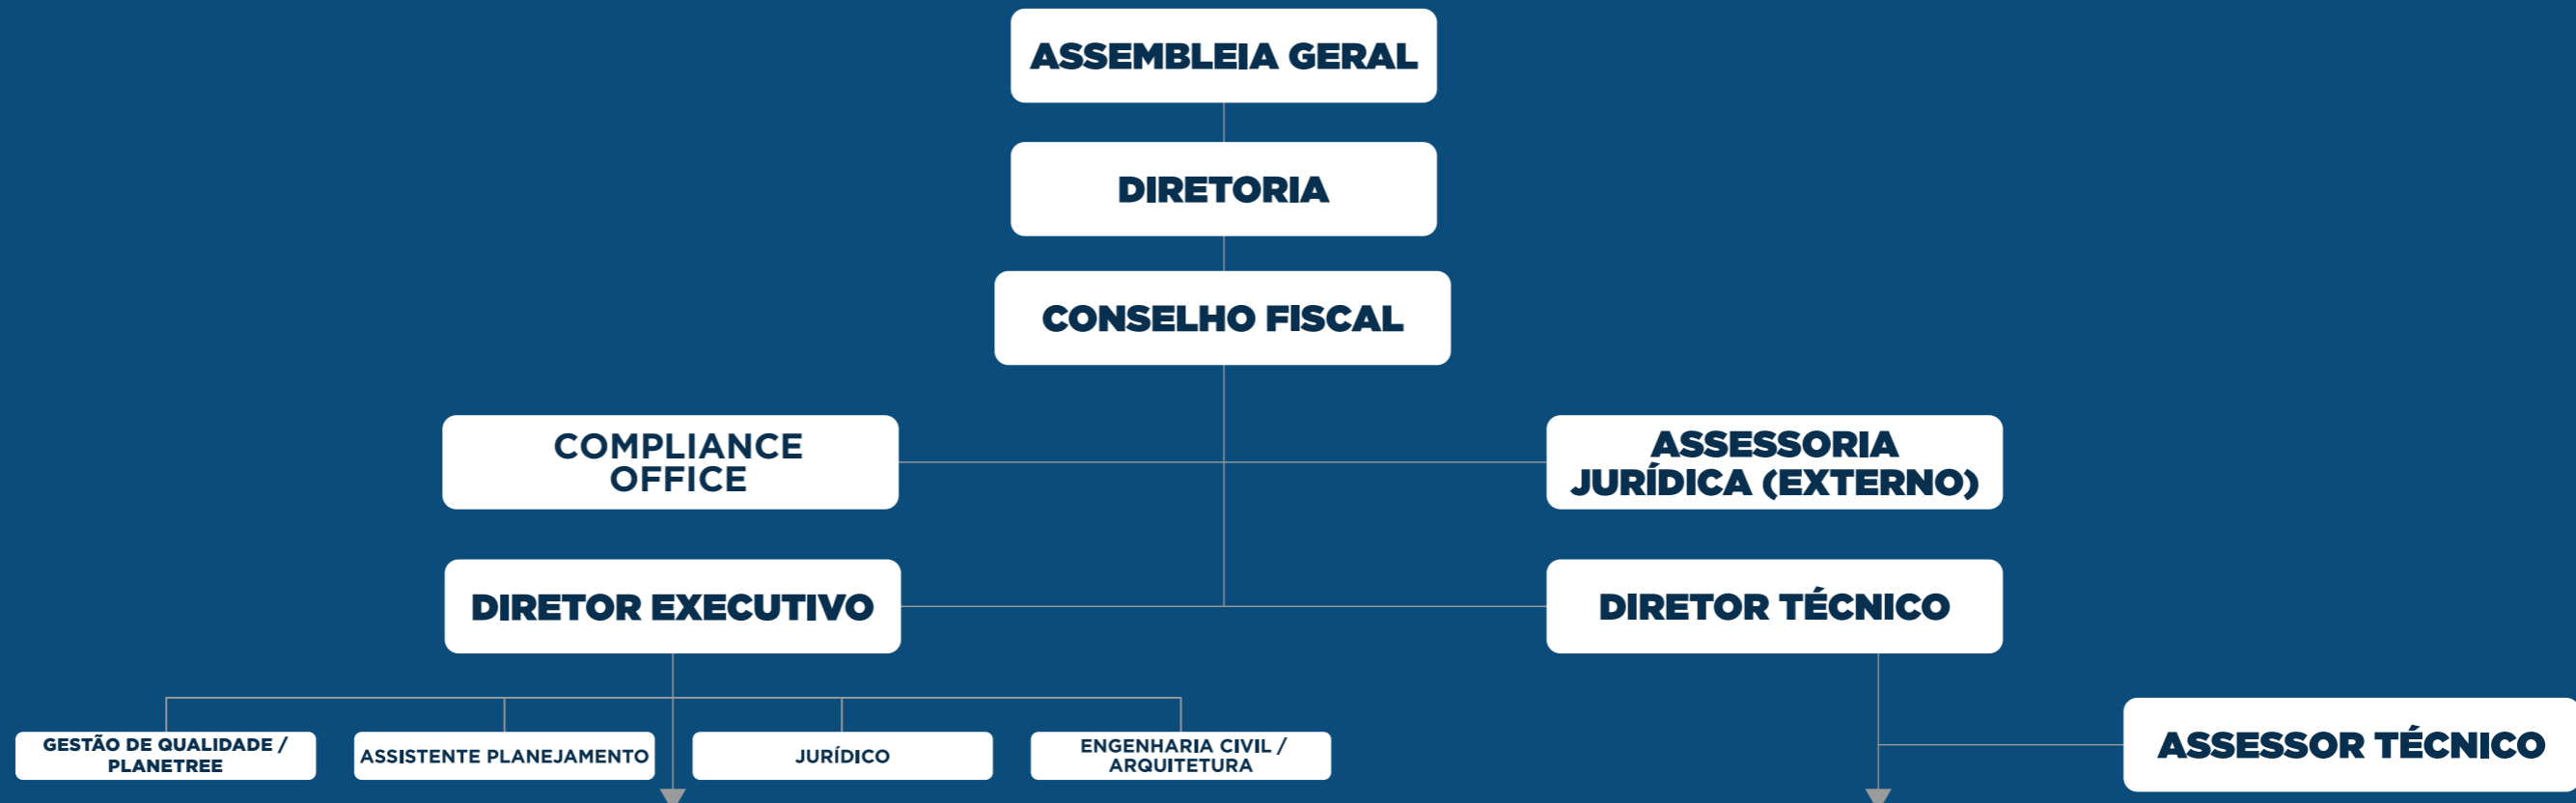 ASSEMBLEIA GERAL
DIRETORIA
CONSELHO FISCAL
COMPLIANCE
OFFICE
ASSESSORIA
JURÍDICA (EXTERNO)
DIRETOR EXECUTIVO
DIRETOR TÉCNICO
GESTÃO DE QUALIDADE /
PLANETREE
ASSISTENTE PLANEJAMENTO
JURÍDICO
ENGENHARIA CIVIL /
ARQUITETURA
ASSESSOR TÉCNICO